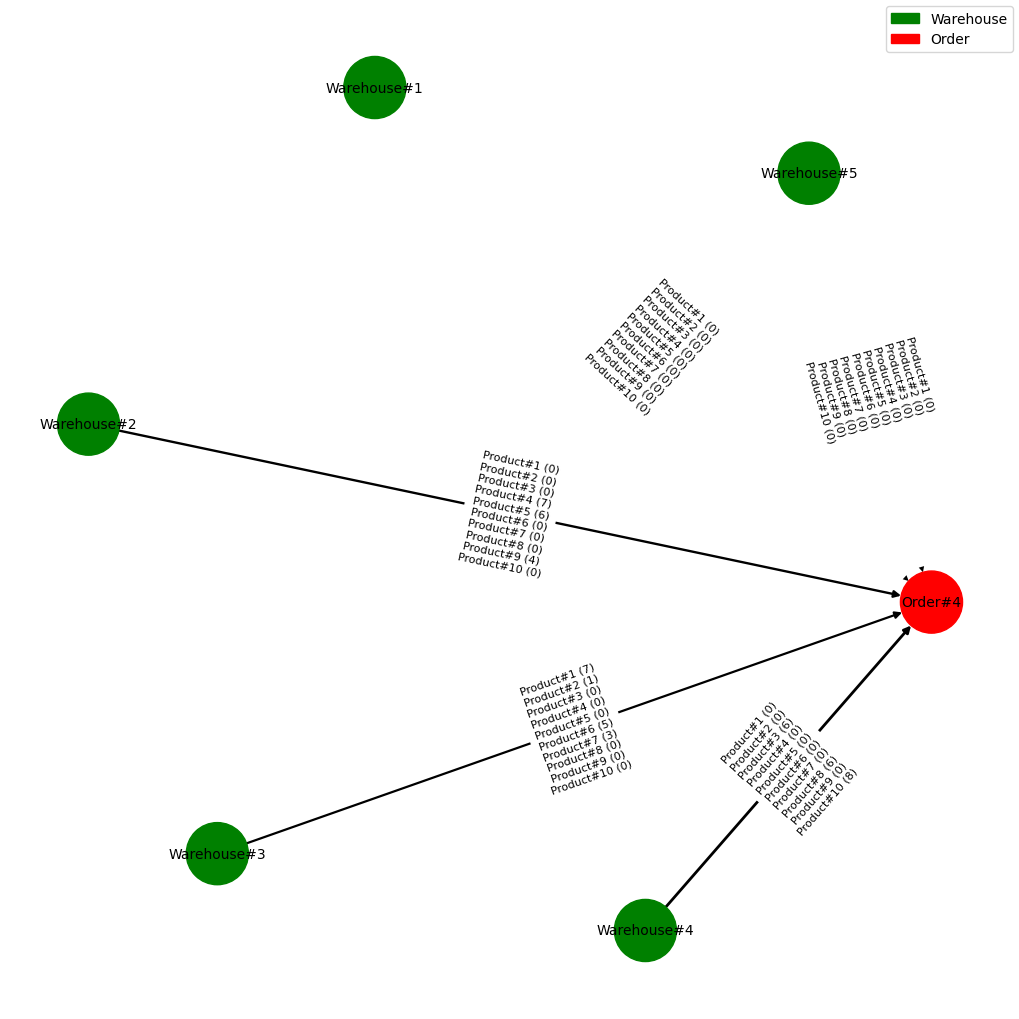 Warehouse
Order
Warehouse#1
Warehouse#5
Product#1 (0)
Product#2 (0)
Product#3 (0)
Product#4 (0)
Product#5 (0)
Product#6 (0)
Product#7 (0)
Product#8 (0)
Product#9 (0)
Product#10 (0)
Product#1 (0)
Product#2 (0)
Product#3 (0)
Product#4 (0)
Product#5 (0)
Product#6 (0)
Product#7 (0)
Product#8 (0)
Product#9 (0)
Product#10 (0)
Warehouse#2
Product#1 (0)
Product#2 (0)
Product#3 (0)
Product#4 (7)
Product#5 (6)
Product#6 (0)
Product#7 (0)
Product#8 (0)
Product#9 (4)
Product#10 (0)
Order#4
Product#1 (7)
Product#2 (1)
Product#3 (0)
Product#4 (0)
Product#5 (0)
Product#6 (5)
Product#7 (3)
Product#8 (0)
Product#9 (0)
Product#10 (0)
Product#1 (0)
Product#2 (0)
Product#3 (6)
Product#4 (0)
Product#5 (0)
Product#6 (0)
Product#7 (0)
Product#8 (6)
Product#9 (0)
Product#10 (8)
Warehouse#3
Warehouse#4